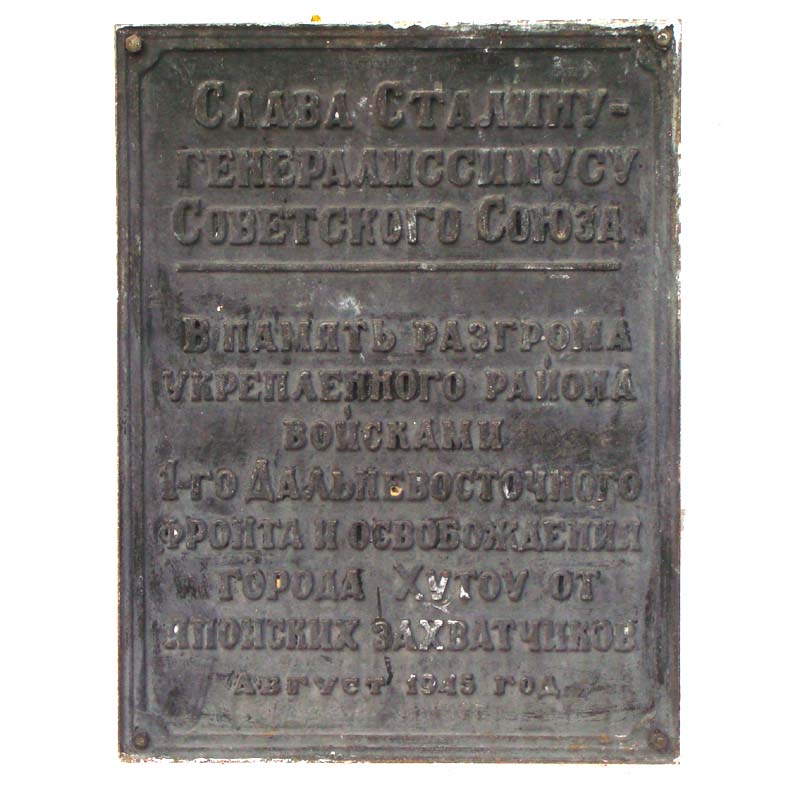 Слава Сталину-
генералиссимусу
Советского Союза
В память разгрома
укрепленного района
войсками
1-го Дальневосточного
фронта и освобождения
города Хутоу от
японских захватчиков
Август 1945 год